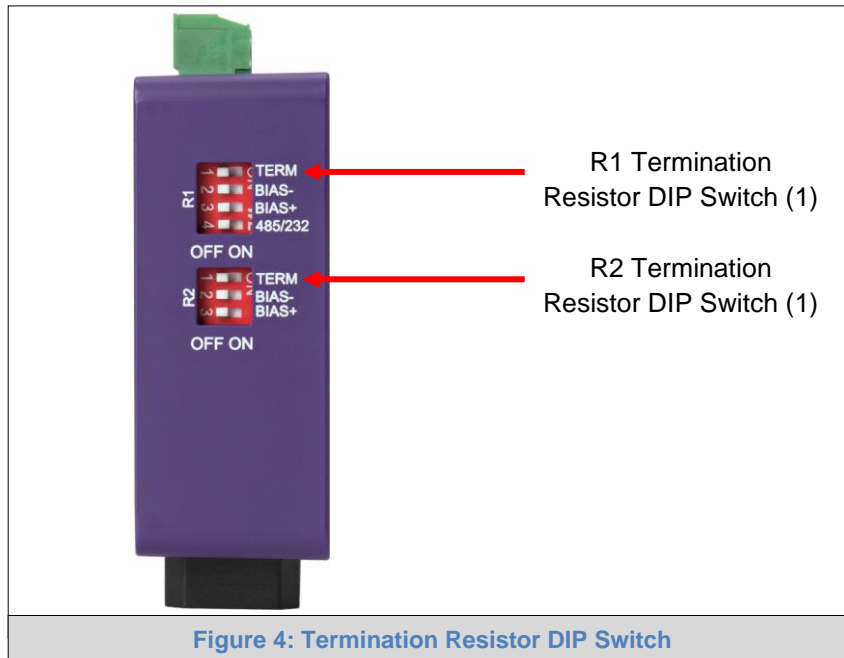 1 TERM
2 BIAS-
R1
3 BIAS+
4 485/232
OFF ON
1 TERM
R2
2 BIAS-
3 BIAS+
OFF ON
R1 Termination
Resistor DIP Switch (1)
R2 Termination
Resistor DIP Switch (1)
Figure 4: Termination Resistor DIP Switch